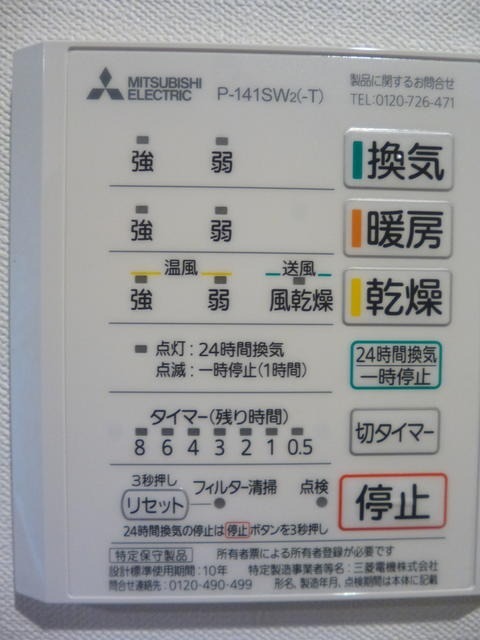 MITSUBISHI ELECTRIC P-141SW2(-T)
製品に関するお問合せ
TEL:0120-726-471
強 弱 換気
強 弱 暖房
温風 送風
強 弱 風乾燥 乾燥
点灯:24時間換気
点滅:一時停止(1時間)
24時間換気
一時停止
タイマー(残り時間)
8 6 4 3 2 1 0.5
切タイマー
3秒押し
リセット フィルター清掃 点検
停止
24時間換気の停止は停止ボタンを3秒押し
特定保守製品 所有者票による所有者登録が必要です
設計標準使用期間:10年 特定製造事業者等名:三菱電機株式会社
問合せ連絡先:0120-490-499 形名、製造年月、点検期間は本体に記載